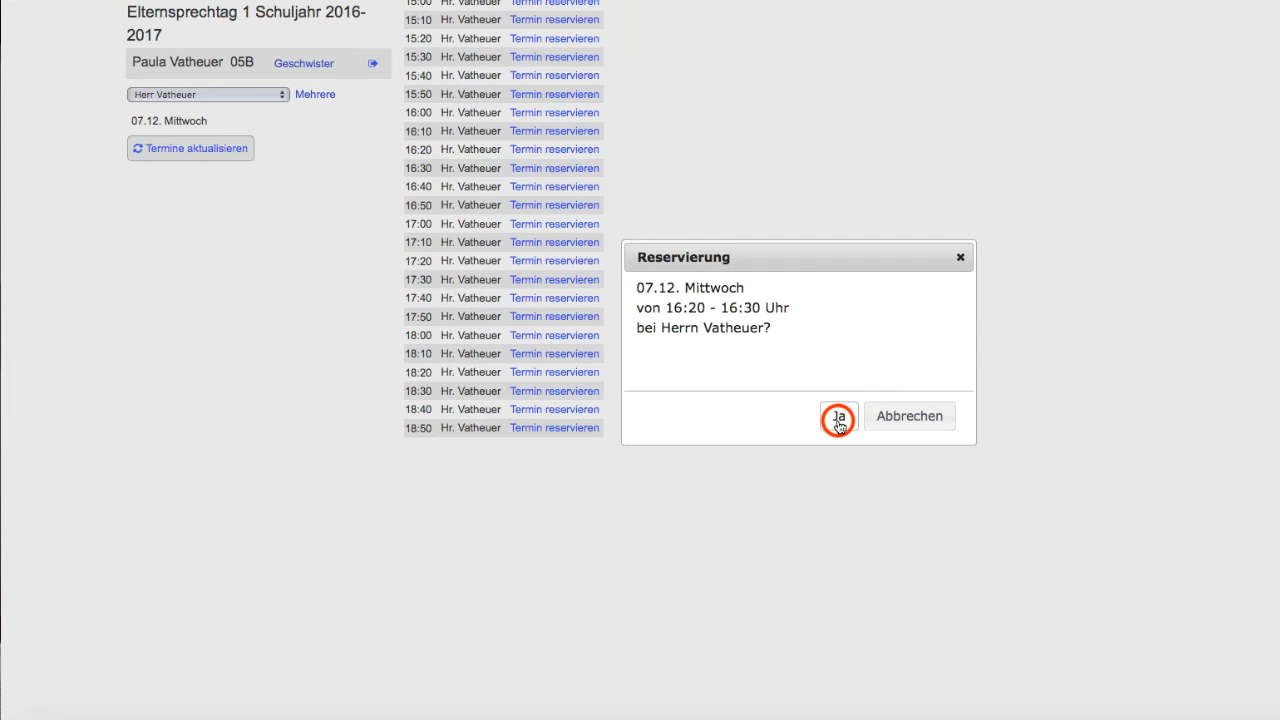 Elternsprechtag 1 Schuljahr 2016-
2017
Paula Vatheuer 05B Geschwister
Herr Vatheuer Mehrere
07.12. Mittwoch
Termine aktualisieren
15:00 Hr. Vatheuer Termin reservieren
15:10 Hr. Vatheuer Termin reservieren
15:20 Hr. Vatheuer Termin reservieren
15:30 Hr. Vatheuer Termin reservieren
15:40 Hr. Vatheuer Termin reservieren
15:50 Hr. Vatheuer Termin reservieren
16:00 Hr. Vatheuer Termin reservieren
16:10 Hr. Vatheuer Termin reservieren
16:20 Hr. Vatheuer Termin reservieren
16:30 Hr. Vatheuer Termin reservieren
16:40 Hr. Vatheuer Termin reservieren
16:50 Hr. Vatheuer Termin reservieren
17:00 Hr. Vatheuer Termin reservieren
17:10 Hr. Vatheuer Termin reservieren
17:20 Hr. Vatheuer Termin reservieren
17:30 Hr. Vatheuer Termin reservieren
17:40 Hr. Vatheuer Termin reservieren
17:50 Hr. Vatheuer Termin reservieren
18:00 Hr. Vatheuer Termin reservieren
18:10 Hr. Vatheuer Termin reservieren
18:20 Hr. Vatheuer Termin reservieren
18:30 Hr. Vatheuer Termin reservieren
18:40 Hr. Vatheuer Termin reservieren
18:50 Hr. Vatheuer Termin reservieren
Reservierung
07.12. Mittwoch
von 16:20 - 16:30 Uhr
bei Herrn Vatheuer?
Ja Abbrechen